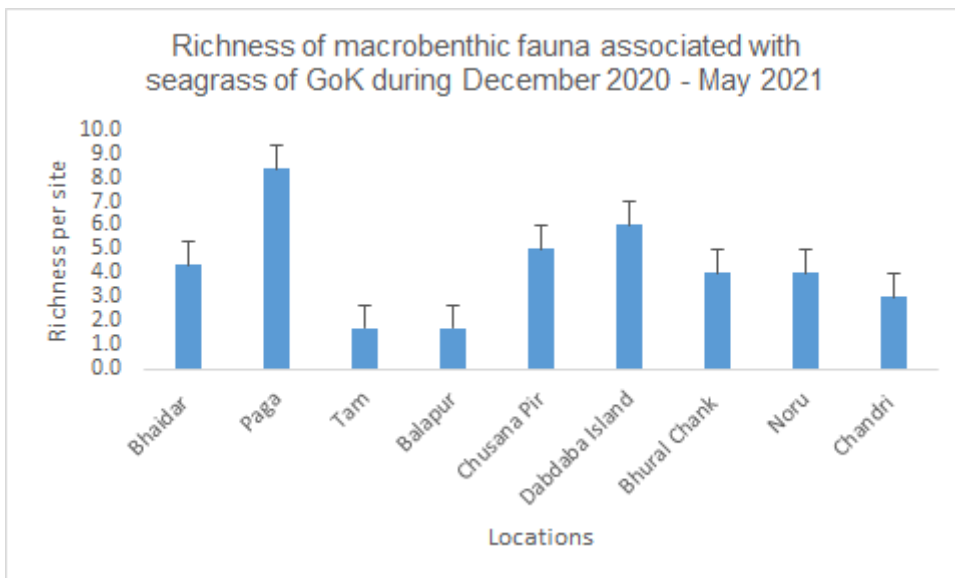 Richness of macrobenthic fauna associated with
seagrass of GoK during December 2020 - May 2021
Richness per site
10.0
9.0
8.0
7.0
6.0
5.0
4.0
3.0
2.0
1.0
0.0
Bhaidar
Paga
Tam
Balapur
Chusana Pir
Dabdaba Island
Bhural Chank
Noru
Chandri
Locations